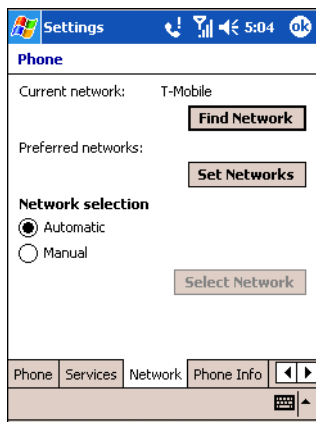 Settings 5:04 ok
Phone
Current network: T-Mobile
Find Network
Preferred networks:
Set Networks
Network selection
Automatic
Manual
Select Network
Phone Services Network Phone Info